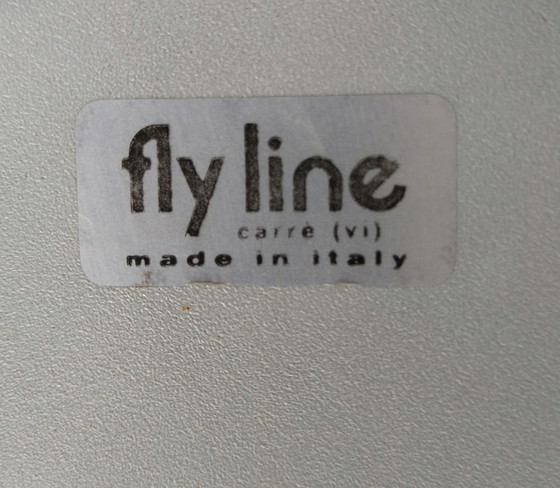 fly line
carrè (vi)
made in italy